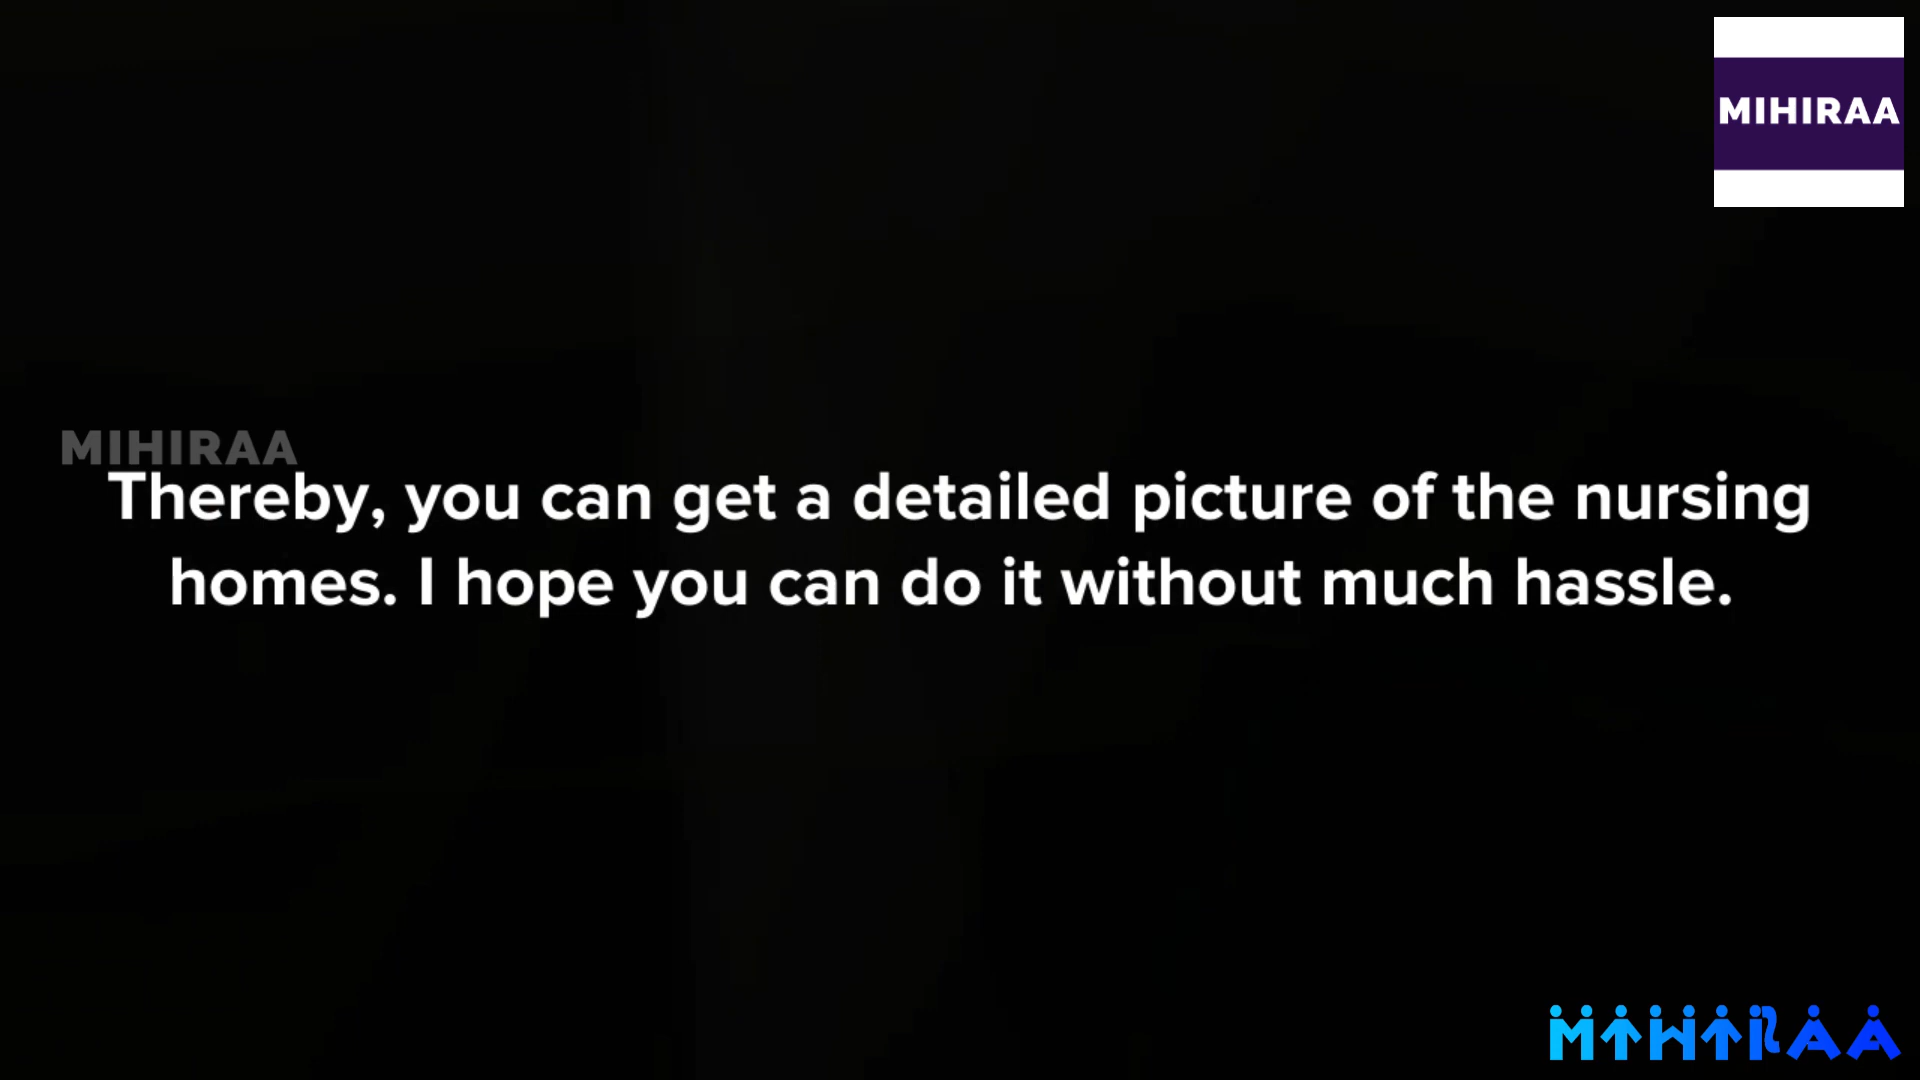 MIHIRAA
MIHIRAA
Thereby, you can get a detailed picture of the nursing
homes. I hope you can do it without much hassle.
MIHIRAA